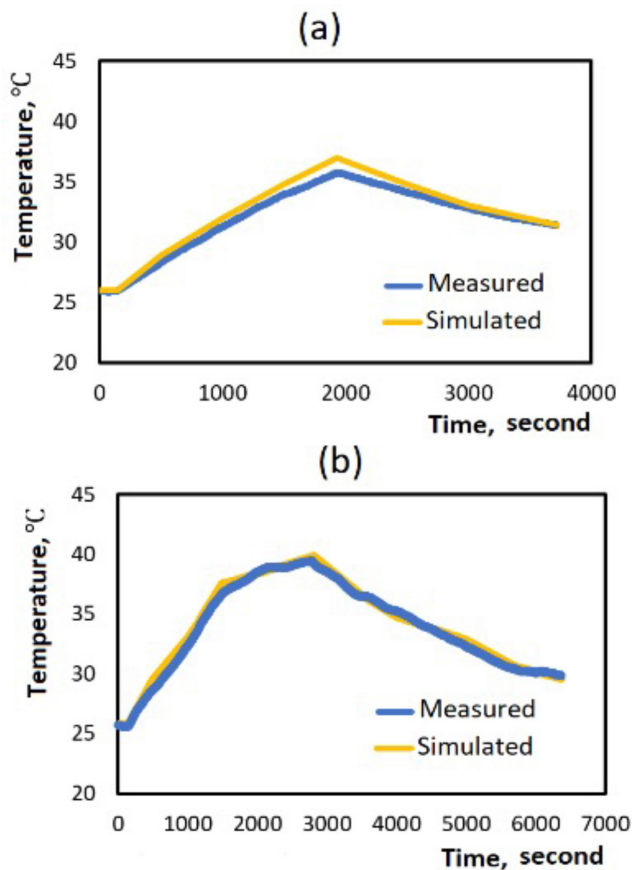 (a)
Temperature, °C
45
40
35
30
25
20
Measured
Simulated
0 1000 2000 3000 4000
Time, second
(b)
Temperature, °C
45
40
35
30
25
20
Measured
Simulated
0 1000 2000 3000 4000 5000 6000 7000
Time, second